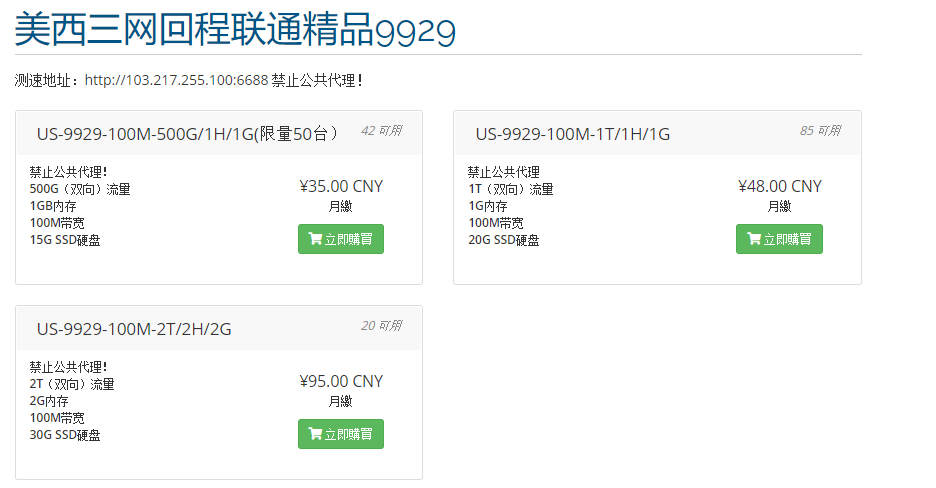 美西三网回程联通精品9929
测速地址：http://103.217.255.100:6688 禁止公共代理！
US-9929-100M-500G/1H/1G(限量50台）
42 可用
禁止公共代理！
500G（双向）流量
1GB内存
100M带宽
15G SSD硬盘
¥35.00 CNY
月繳
立即購買
US-9929-100M-1T/1H/1G
85 可用
禁止公共代理
1T（双向）流量
1G内存
100M带宽
20G SSD硬盘
¥48.00 CNY
月繳
立即購買
US-9929-100M-2T/2H/2G
20 可用
禁止公共代理！
2T（双向）流量
2G内存
100M带宽
30G SSD硬盘
¥95.00 CNY
月繳
立即購買